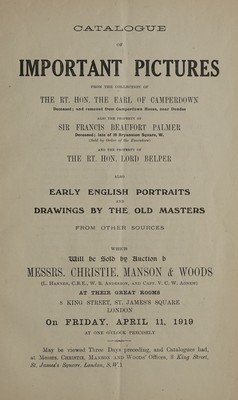 CATALOGUE
OF
IMPORTANT PICTURES
FROM THE COLLECTION OF
THE RT. HON. THE EARL OF CAMPERDOWN
Deceased; and removed from Camperdown House, near Dundee
ALSO THE PROPERTY OF
SIR FRANCIS BEAUFORT PALMER
Deceased; late of Bryanston Square, W.
(Sold by Order of the Executors)
AND THE PROPERTY OF
THE RT. HON. LORD BELPER
ALSO
EARLY ENGLISH PORTRAITS
AND
DRAWINGS BY THE OLD MASTERS
FROM OTHER SOURCES
WHICH
Will be Sold by Auction b
MESSRS. CHRISTIE, MANSON & WOODS
(L. HANNEN, C.B.E., W. B. ANDERSON, AND CAPT. V. C. W. AGNEW)
AT THEIR GREAT ROOMS
8 KING STREET, ST. JAMES'S SQUARE
LONDON
ON FRIDAY, APRIL 11, 1919
AT ONE O'CLOCK PRECISELY
May be viewed Three Days preceding, and Catalogues had,
at MESSRS. CHRISTIE, MANSON AND WOODS' Offices, 8 King Street,
St. James's Square, London, S.W.1